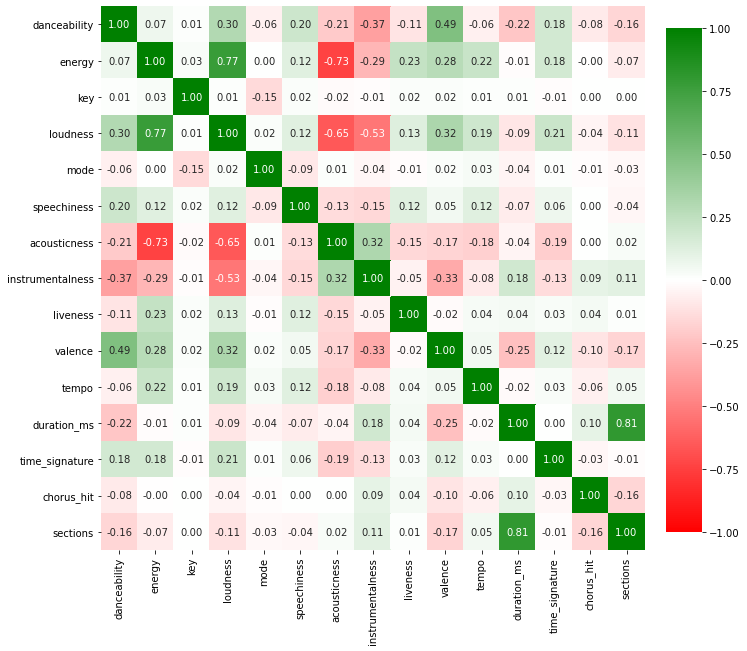 danceability 1.00 0.07 0.01 0.30 -0.06 0.20 -0.21 -0.37 -0.11 0.49 -0.06 -0.22 0.18 -0.08 -0.16
energy 0.07 1.00 0.03 0.77 0.00 0.12 -0.73 -0.29 0.23 0.28 0.22 -0.01 0.18 -0.00 -0.07
key 0.01 0.03 1.00 0.01 -0.15 0.02 -0.02 -0.01 0.02 0.02 0.01 0.01 -0.01 0.00 0.00
loudness 0.30 0.77 0.01 1.00 0.02 0.12 -0.65 -0.53 0.13 0.32 0.19 -0.09 0.21 -0.04 -0.11
mode -0.06 0.00 -0.15 0.02 1.00 -0.09 0.01 -0.04 -0.01 0.02 0.03 -0.04 0.01 -0.01 -0.03
speechiness 0.20 0.12 0.02 0.12 -0.09 1.00 -0.13 -0.15 0.12 0.05 0.12 -0.07 0.06 0.00 -0.04
acousticness -0.21 -0.73 -0.02 -0.65 0.01 -0.13 1.00 0.32 -0.15 -0.17 -0.18 -0.04 -0.19 0.00 0.02
instrumentalness -0.37 -0.29 -0.01 -0.53 -0.04 -0.15 0.32 1.00 -0.05 -0.33 -0.08 0.18 -0.13 0.09 0.11
liveness -0.11 0.23 0.02 0.13 -0.01 0.12 -0.15 -0.05 1.00 -0.02 0.04 0.04 0.03 0.04 0.01
valence 0.49 0.28 0.02 0.32 0.02 0.05 -0.17 -0.33 -0.02 1.00 0.05 -0.25 0.12 -0.10 -0.17
tempo -0.06 0.22 0.01 0.19 0.03 0.12 -0.18 -0.08 0.04 0.05 1.00 -0.02 0.03 -0.06 0.05
duration_ms -0.22 -0.01 0.01 -0.09 -0.04 -0.07 -0.04 0.18 0.04 -0.25 -0.02 1.00 0.00 0.10 0.81
time_signature 0.18 0.18 -0.01 0.21 0.01 0.06 -0.19 -0.13 0.03 0.12 0.03 0.00 1.00 -0.03 -0.01
chorus_hit -0.08 -0.00 0.00 -0.04 -0.01 0.00 0.00 0.09 0.04 -0.10 -0.06 0.10 -0.03 1.00 -0.16
sections -0.16 -0.07 0.00 -0.11 -0.03 -0.04 0.02 0.11 0.01 -0.17 0.05 0.81 -0.01 -0.16 1.00
danceability energy key loudness mode speechiness acousticness instrumentalness liveness valence tempo duration_ms time_signature chorus_hit sections
1.00
0.75
0.50
0.25
0.00
−0.25
−0.50
−0.75
−1.00